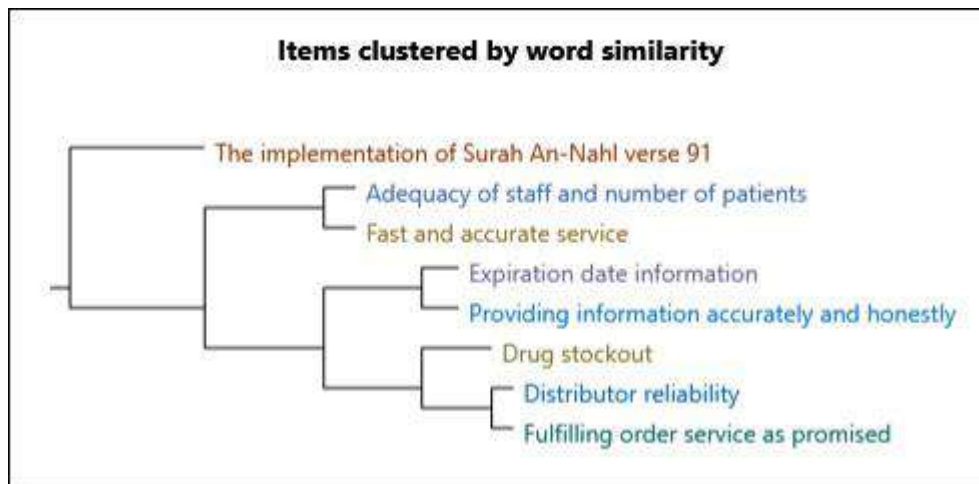 Items clustered by word similarity
The implementation of Surah An-Nahl verse 91
Adequacy of staff and number of patients
Fast and accurate service
Expiration date information
Providing information accurately and honestly
Drug stockout
Distributor reliability
Fulfilling order service as promised